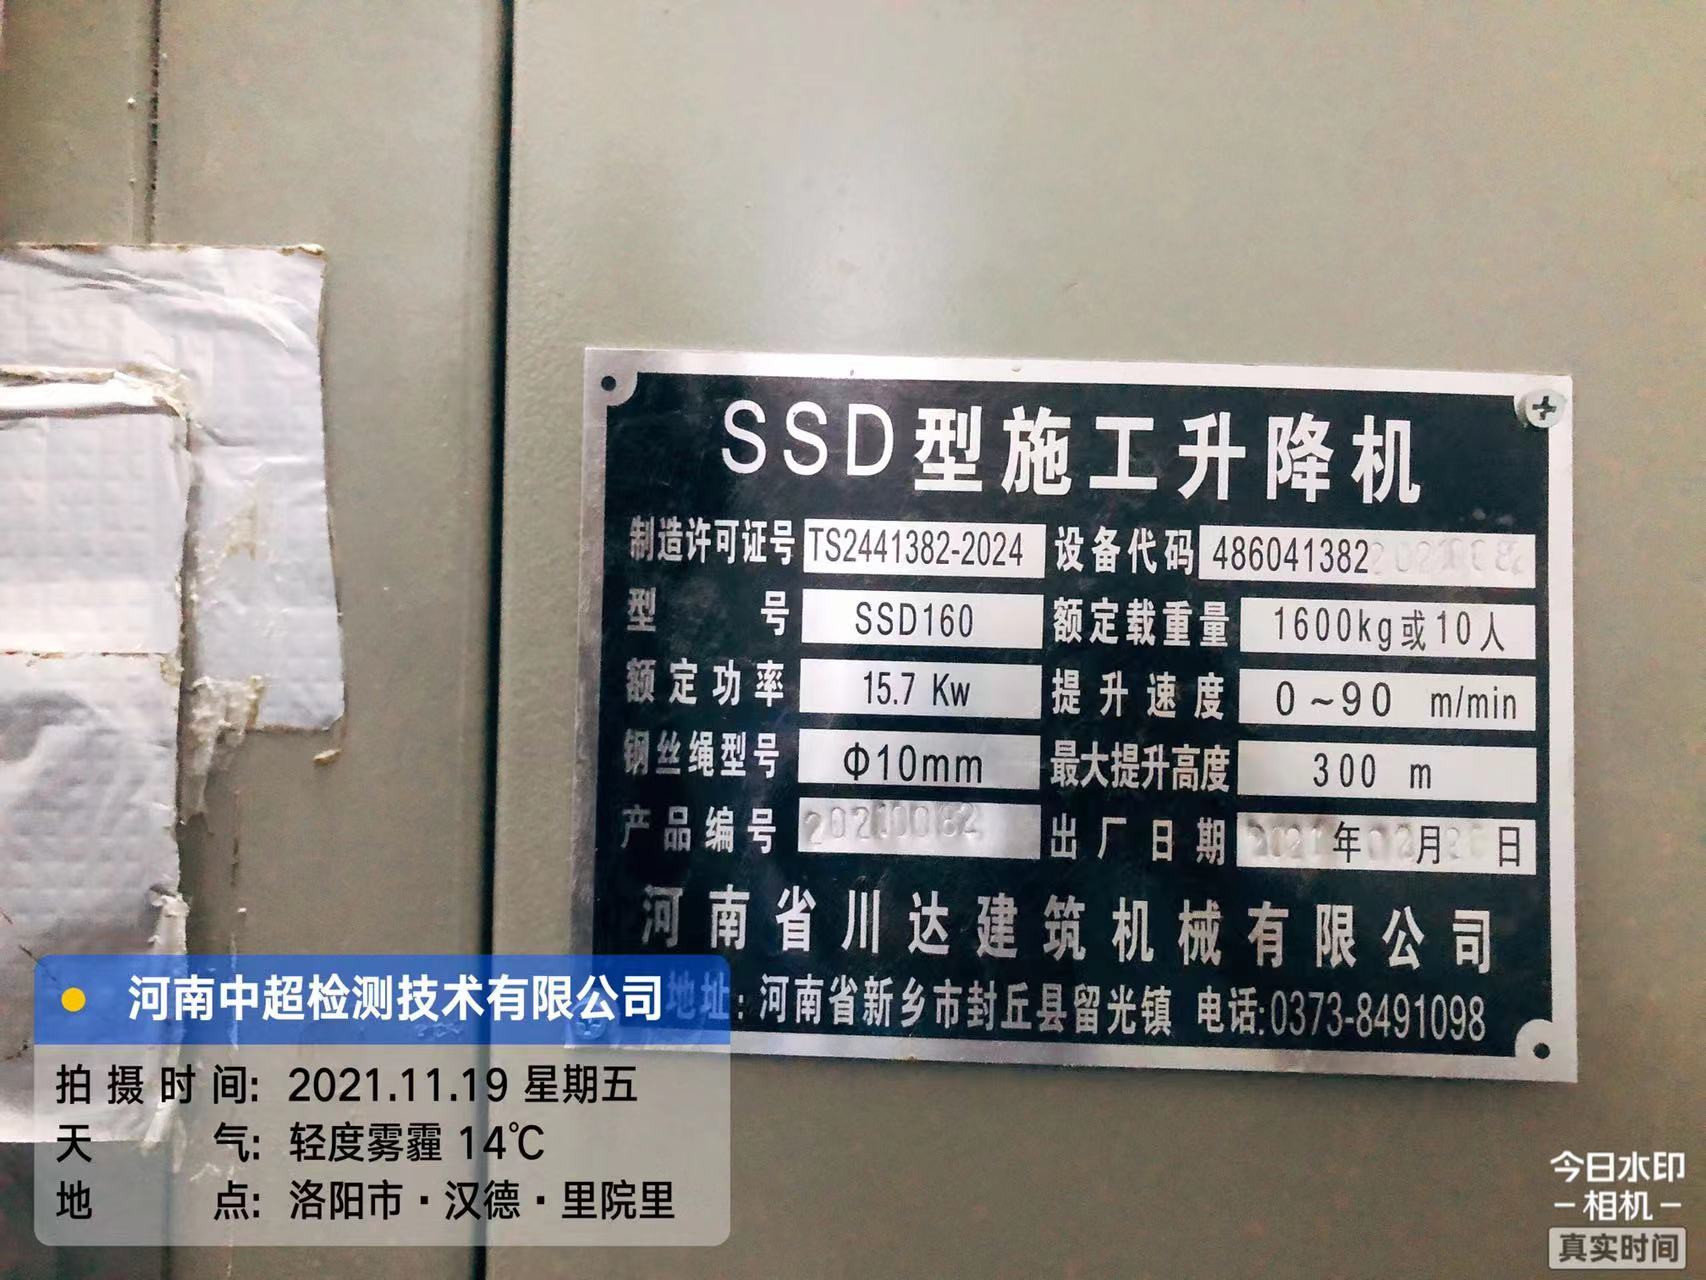 SSD型施工升降机
制造许可证号 TS2441382-2024 设备代码 486041382
型号 SSD160 额定载重量 1600kg或10人
额定功率 15.7 Kw 提升速度 0~90 m/min
钢丝绳型号 Φ10mm 最大提升高度 300 m
产品编号 出厂日期 2021年 月 日
河南省川达建筑机械有限公司
地址:河南省新乡市封丘县留光镇 电话:0373-8491098
河南中超检测技术有限公司
拍摄时间: 2021.11.19 星期五
天气: 轻度雾霾 14℃
地点: 洛阳市·汉德·里院里
今日水印
-相机-
真实时间